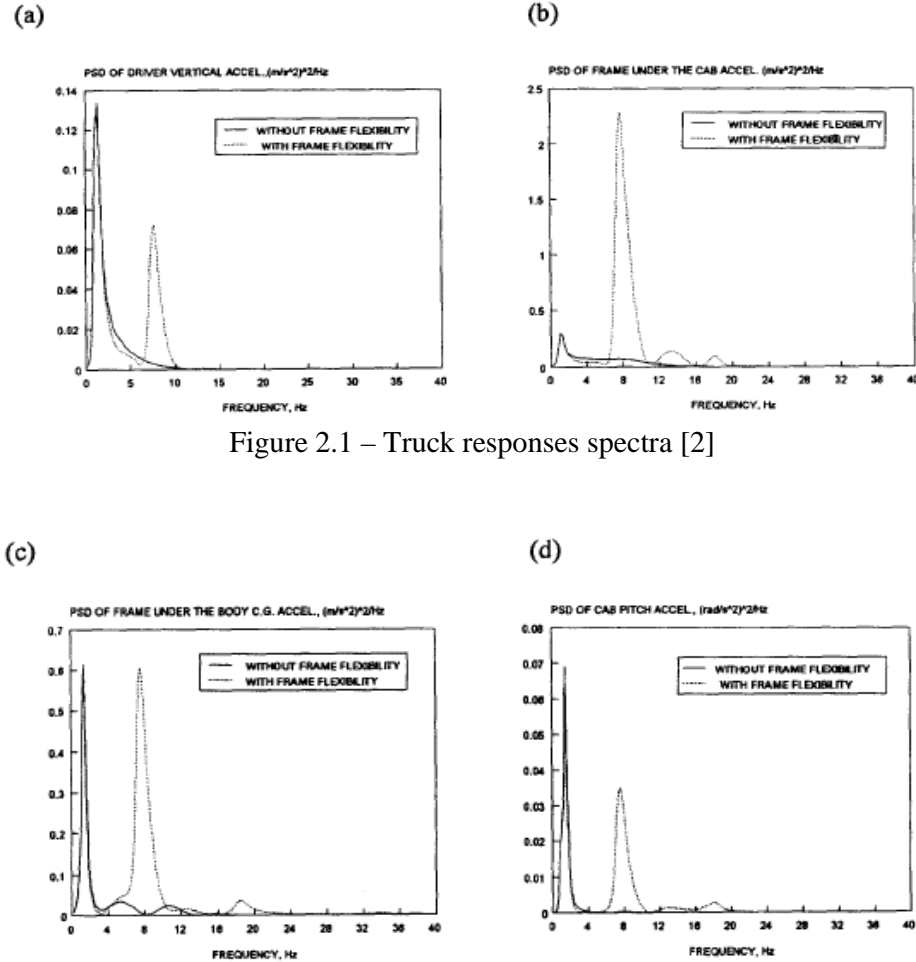 (a)
PSD OF DRIVER VERTICAL ACCEL.,(m/s^2)^2/Hz
0.14
0.12
0.1
0.08
0.06
0.04
0.02
0
WITHOUT FRAME FLEXIBILITY
WITH FRAME FLEXIBILITY
0 5 10 15 20 25 30 35 40
FREQUENCY, Hz
(b)
PSD OF FRAME UNDER THE CAB ACCEL. (m/s^2)^2/Hz
2.5
2
1.5
1
0.5
0
WITHOUT FRAME FLEXIBILITY
WITH FRAME FLEXIBILITY
0 4 8 12 16 20 24 28 32 36 40
FREQUENCY, Hz
Figure 2.1 – Truck responses spectra [2]
(c)
PSD OF FRAME UNDER THE BODY C.G. ACCEL., (m/s^2)^2/Hz
0.7
0.6
0.5
0.4
0.3
0.2
0.1
0
WITHOUT FRAME FLEXIBILITY
WITH FRAME FLEXIBILITY
0 4 8 12 16 20 24 28 32 36 40
FREQUENCY, Hz
(d)
PSD OF CAB PITCH ACCEL., (rad/s^2)^2/Hz
0.08
0.07
0.06
0.05
0.04
0.03
0.02
0.01
0
WITHOUT FRAME FLEXIBILITY
WITH FRAME FLEXIBILITY
0 4 8 12 16 20 24 28 32 36 40
FREQUENCY, Hz